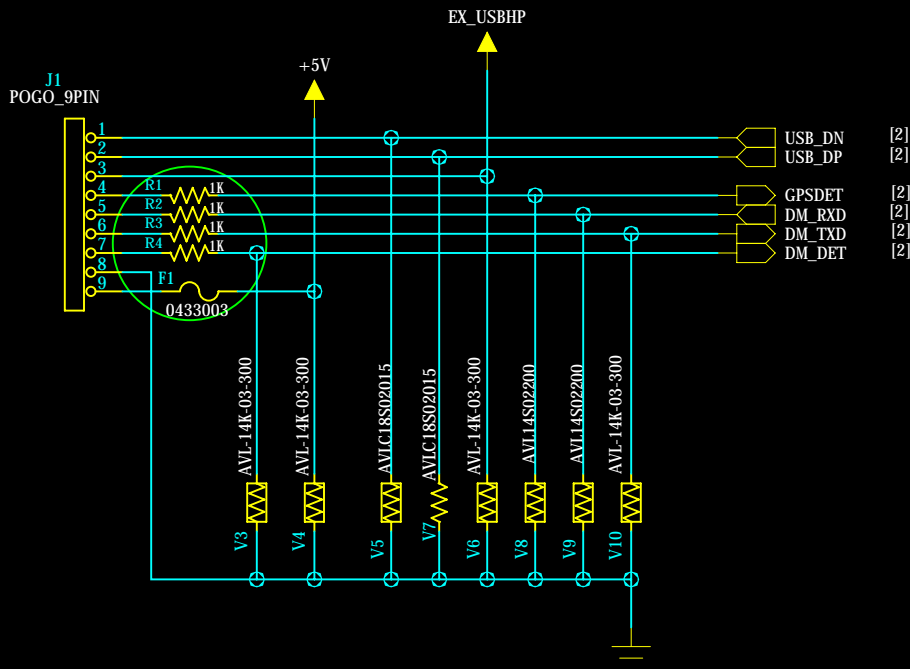 EX_USBHP
+5V
J1
POGO_9PIN
1
USB_DN [2]
2
USB_DP [2]
3
4 R1 1K
GPSDET [2]
5 R2 1K
DM_RXD [2]
6 R3 1K
DM_TXD [2]
7 R4 1K
DM_DET [2]
8
9 F1
0433003
AVL-14K-03-300
AVL-14K-03-300
AVLC18S02015
AVLC18S02015
AVL-14K-03-300
AVL14S02200
AVL14S02200
AVL-14K-03-300
V3
V4
V5
V7
V6
V8
V9
V10